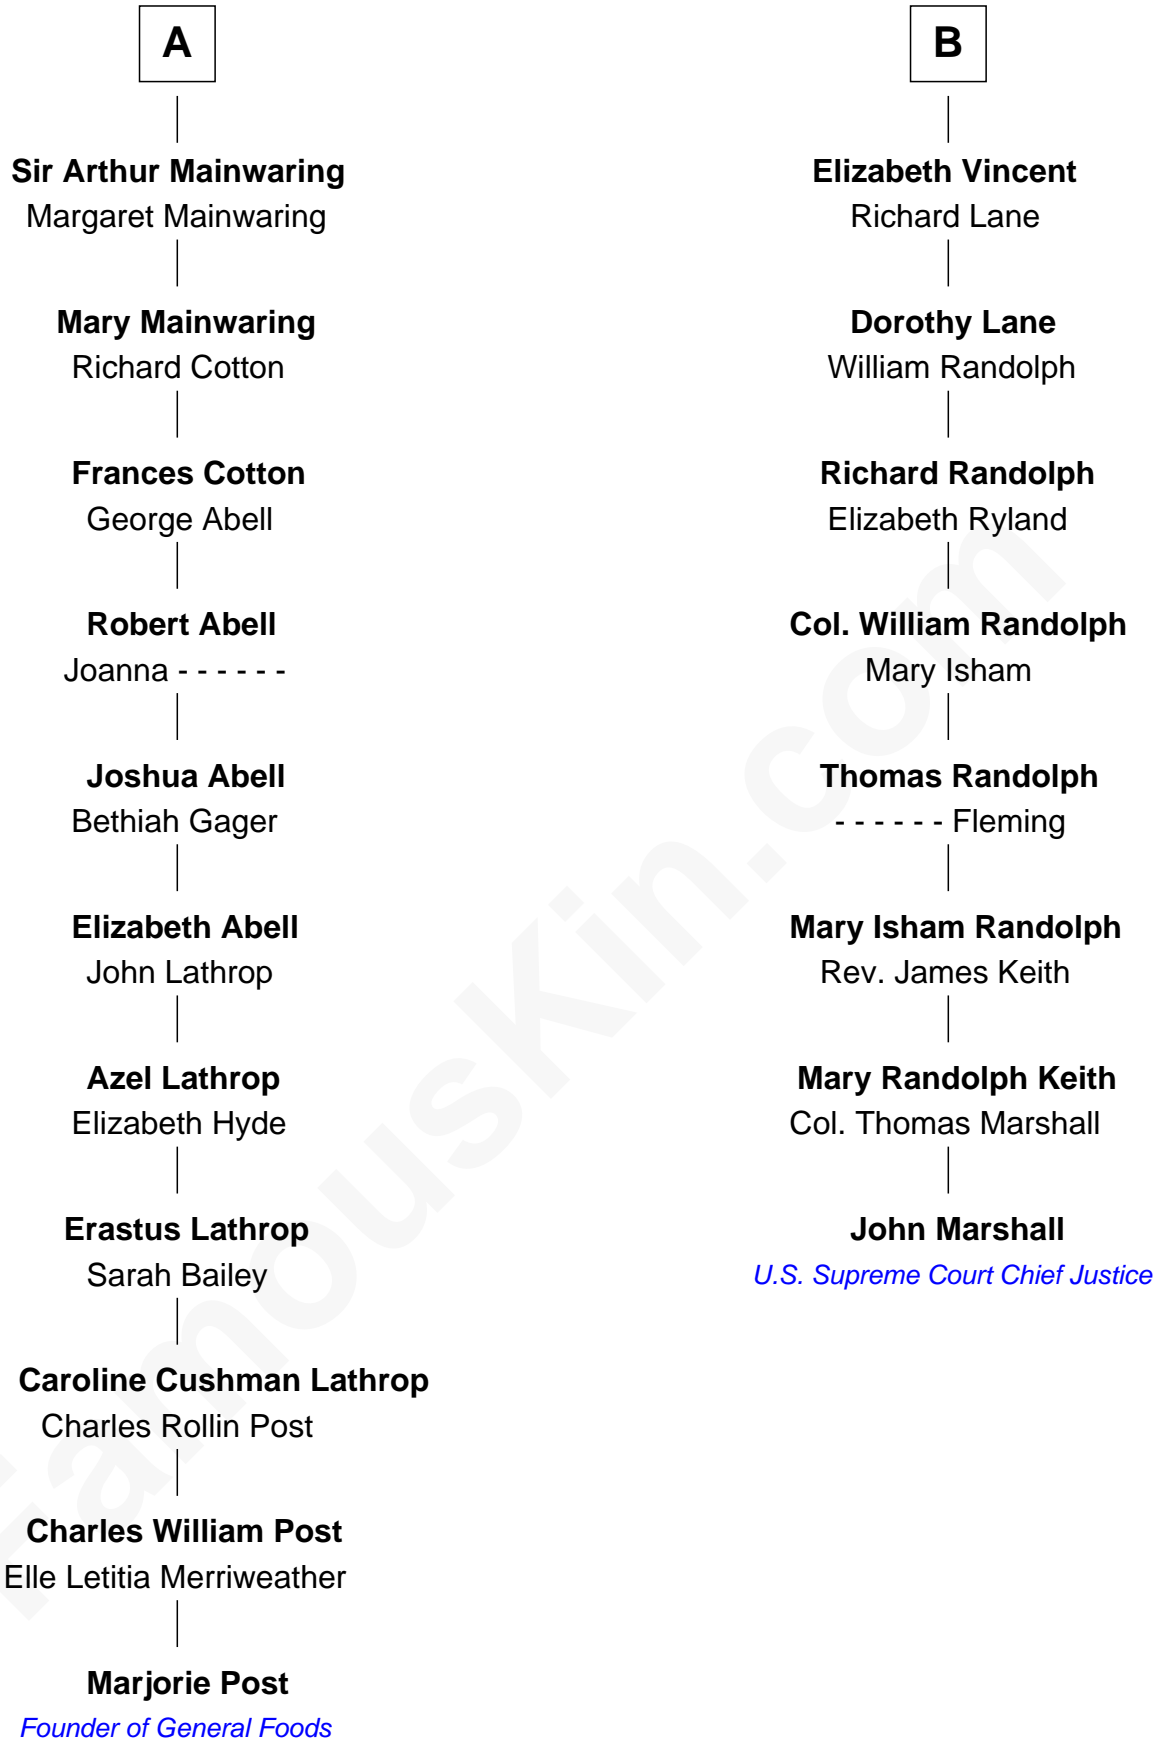 A
Sir Arthur Mainwaring
Margaret Mainwaring
Mary Mainwaring
Richard Cotton
Frances Cotton
George Abell
Robert Abell
Joanna - - - - - -
Joshua Abell
Bethiah Gager
Elizabeth Abell
John Lathrop
Azel Lathrop
Elizabeth Hyde
Erastus Lathrop
Sarah Bailey
Caroline Cushman Lathrop
Charles Rollin Post
Charles William Post
Elle Letitia Merriweather
Marjorie Post
Founder of General Foods
B
Elizabeth Vincent
Richard Lane
Dorothy Lane
William Randolph
Richard Randolph
Elizabeth Ryland
Col. William Randolph
Mary Isham
Thomas Randolph
- - - - - - Fleming
Mary Isham Randolph
Rev. James Keith
Mary Randolph Keith
Col. Thomas Marshall
John Marshall
U.S. Supreme Court Chief Justice
FamousKin.com